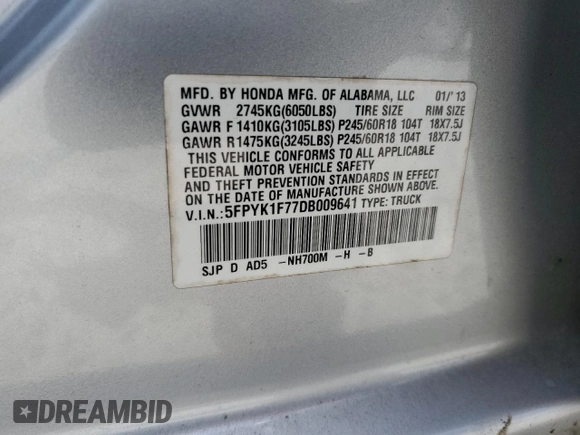 MFD. BY HONDA MFG. OF ALABAMA, LLC 01/'13
GVWR 2745KG(6050LBS) TIRE SIZE RIM SIZE
GAWR F 1410KG(3105LBS) P245/60R18 104T 18X7.5J
GAWR R1475KG(3245LBS) P245/60R18 104T 18X7.5J
THIS VEHICLE CONFORMS TO ALL APPLICABLE
FEDERAL MOTOR VEHICLE SAFETY
AND THEFT PREVENTION STANDARDS IN EFFECT
ON THE DATE OF MANUFACTURE SHOWN ABOVE.
V.I.N.:5FPYK1F77DB009641 TYPE: TRUCK
SJP D AD5 -NH700M -H -B
DREAMBID